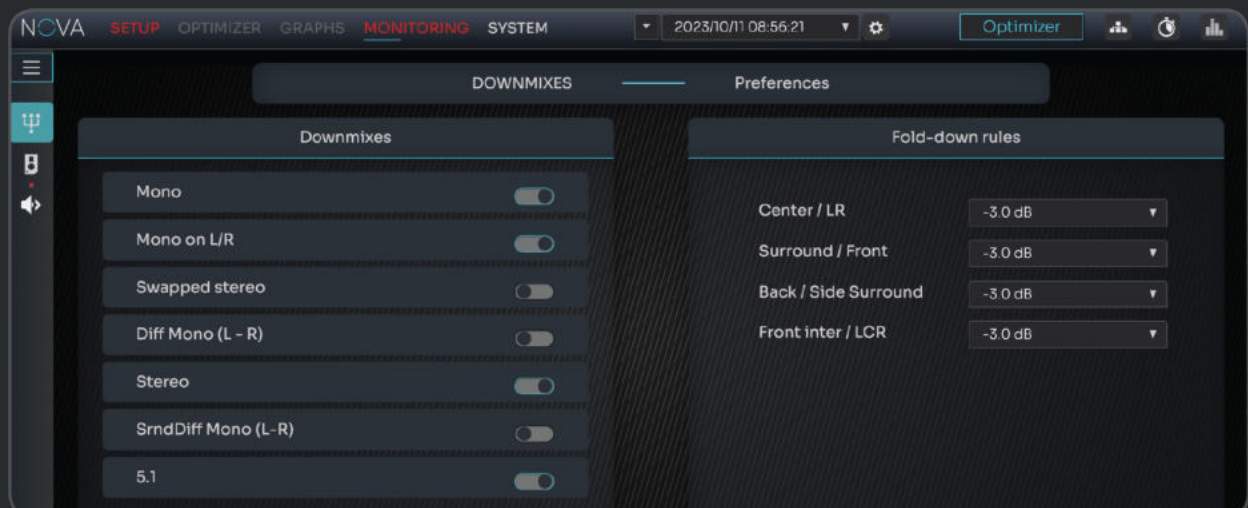 NOVA SETUP OPTIMIZER GRAPHS MONITORING SYSTEM 2023/10/11 08:56:21 Optimizer
DOWNMIXES Preferences
Downmixes
Mono
Mono on L/R
Swapped stereo
Diff Mono (L - R)
Stereo
SrndDiff Mono (L-R)
5.1
Fold-down rules
Center / LR -3.0 dB
Surround / Front -3.0 dB
Back / Side Surround -3.0 dB
Front inter / LCR -3.0 dB